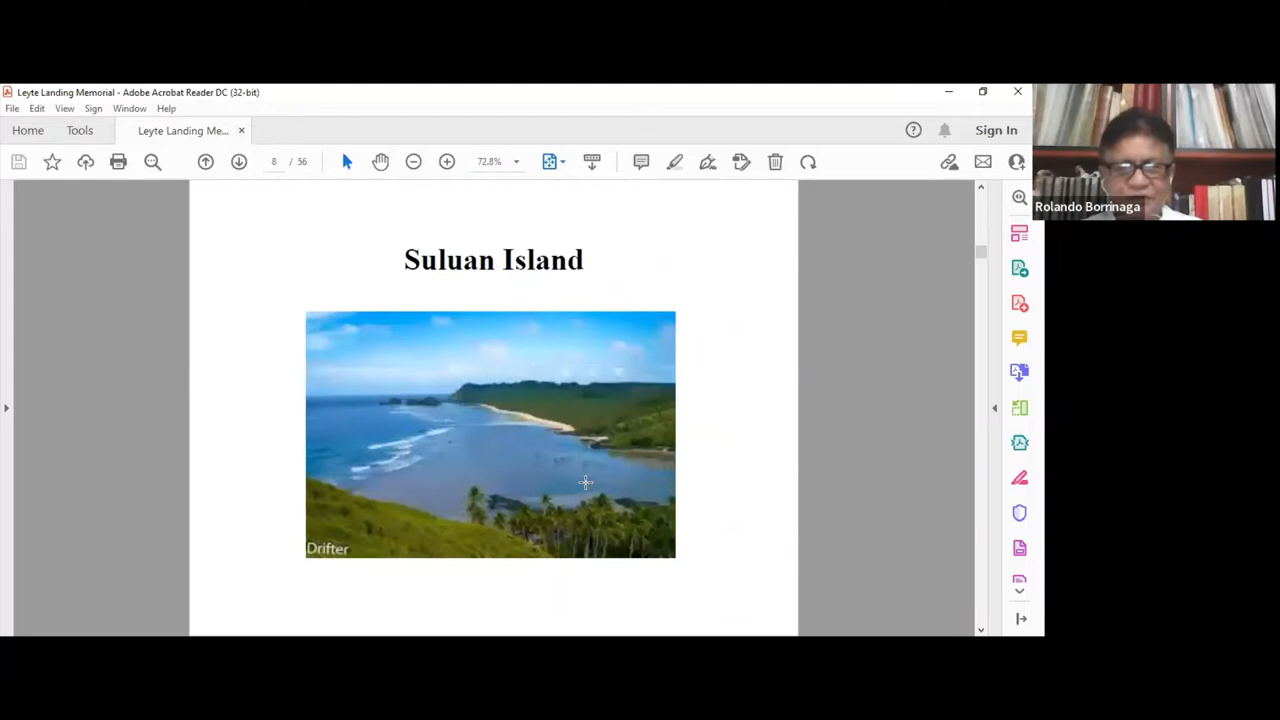 Leyte Landing Memorial - Adobe Acrobat Reader DC (32-bit)
File Edit View Sign Window Help
Home Tools Leyte Landing Me... × Sign In
8 / 56 72.8%
Rolando Borrinaga
Suluan Island
Drifter